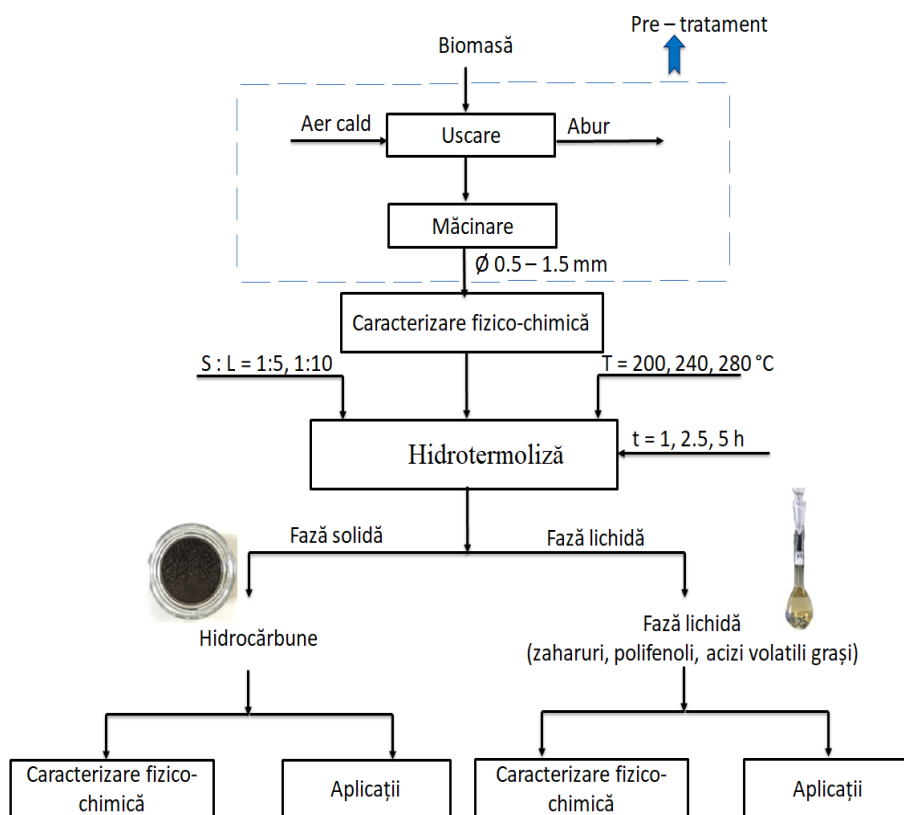 Pre – tratament
Biomasă
Aer cald
Uscare
Abur
Măcinare
Ø 0.5 – 1.5 mm
Caracterizare fizico-chimică
S : L = 1:5, 1:10
T = 200, 240, 280 °C
Hidrotermoliză
t = 1, 2.5, 5 h
Fază solidă
Fază lichidă
Hidrocărbune
Fază lichidă
(zaharuri, polifenoli, acizi volatili grași)
Caracterizare fizico-
chimică
Aplicații
Caracterizare fizico-
chimică
Aplicații